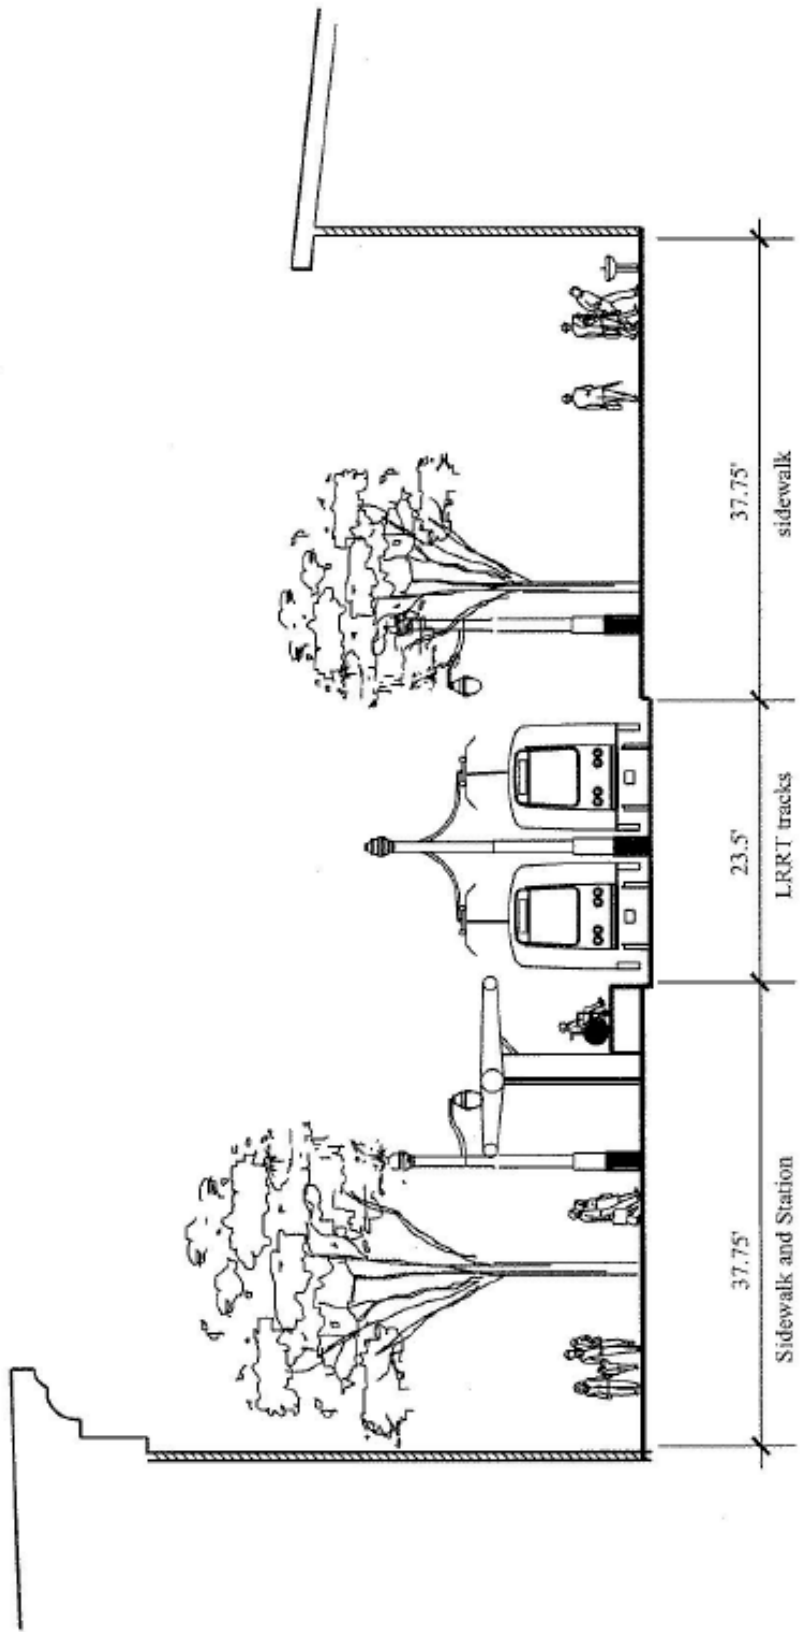 37.75'
Sidewalk and Station
23.5'
LRRT tracks
37.75'
sidewalk